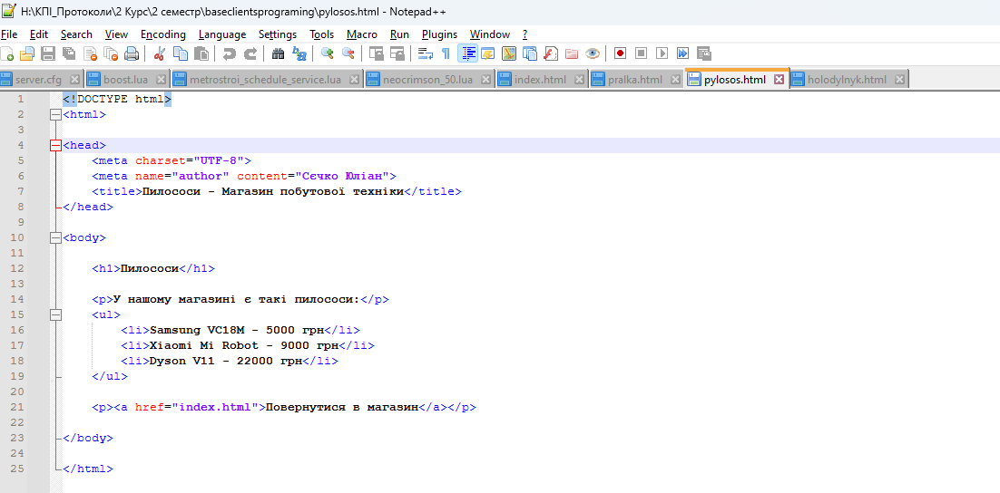 H:\КПІ_Протоколи\2 Курс\2 семестр\baseclientsprograming\pylosos.html - Notepad++
File Edit Search View Encoding Language Settings Tools Macro Run Plugins Window ?
server.cfg boost.lua metrostroi_schedule_service.lua neocrimson_50.lua index.html pralka.html pylosos.html holodylnyk.html
1 <!DOCTYPE html>
2 <html>
3
4 <head>
5 <meta charset="UTF-8">
6 <meta name="author" content="Сєчко Юліан">
7 <title>Пилососи - Магазин побутової техніки</title>
8 </head>
9
10 <body>
11
12 <h1>Пилососи</h1>
13
14 <p>У нашому магазині є такі пилососи:</p>
15 <ul>
16 <li>Samsung VC18M - 5000 грн</li>
17 <li>Xiaomi Mi Robot - 9000 грн</li>
18 <li>Dyson V11 - 22000 грн</li>
19 </ul>
20
21 <p><a href="index.html">Повернутися в магазин</a></p>
22
23 </body>
24
25 </html>